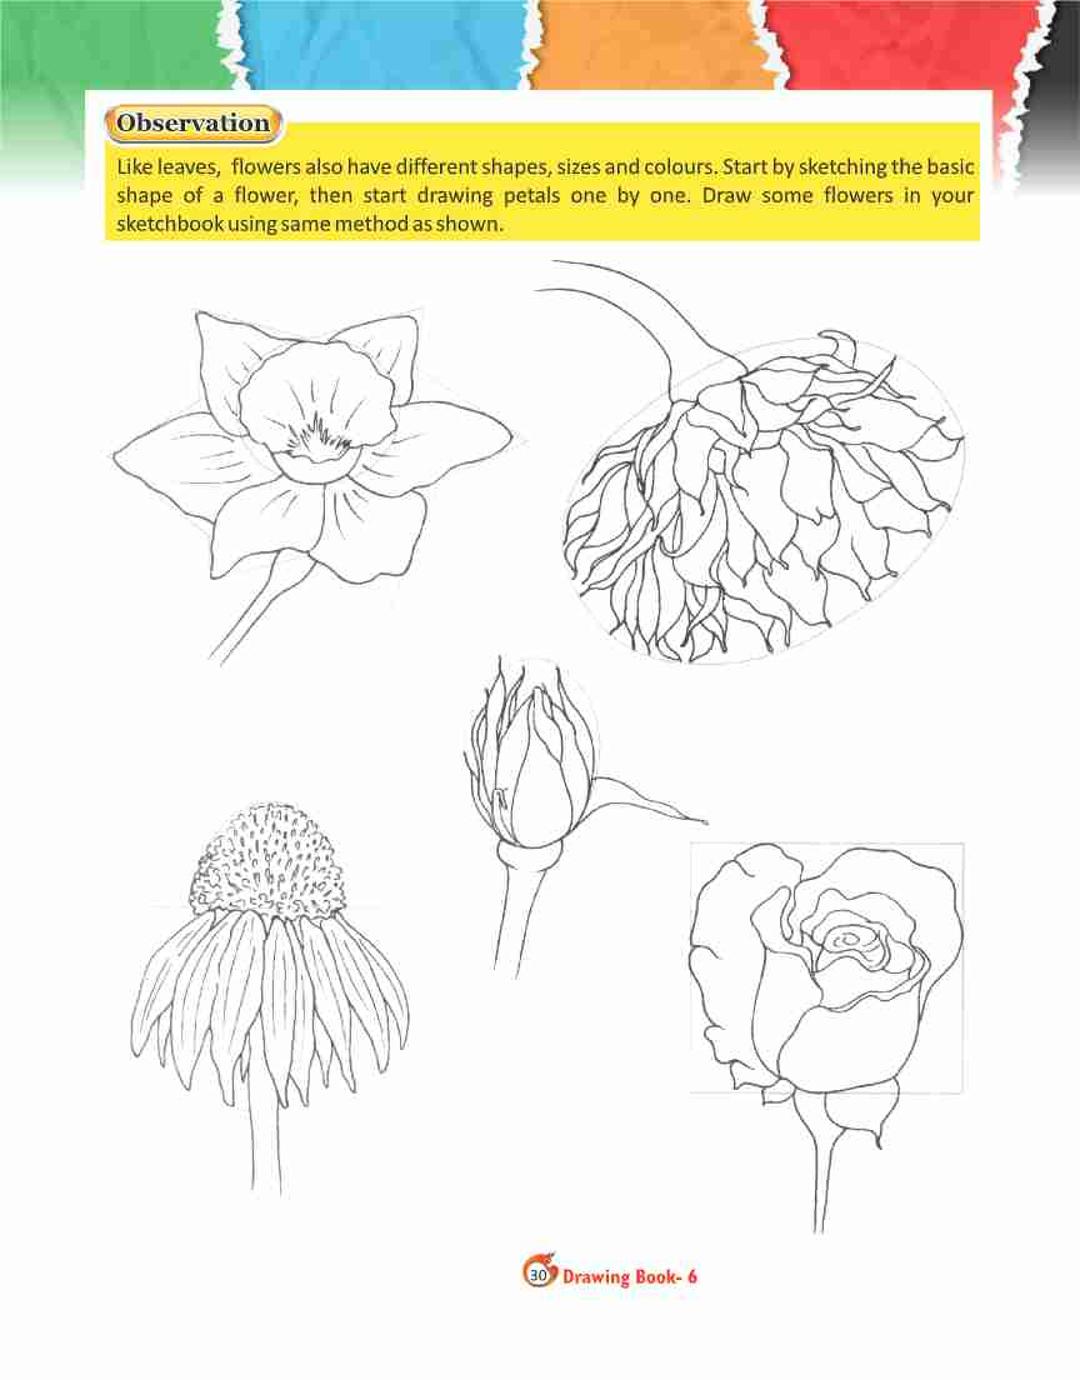 Observation
Like leaves, flowers also have different shapes, sizes and colours. Start by sketching the basic
shape of a flower, then start drawing petals one by one. Draw some flowers in your
sketchbook using same method as shown.
30 Drawing Book- 6